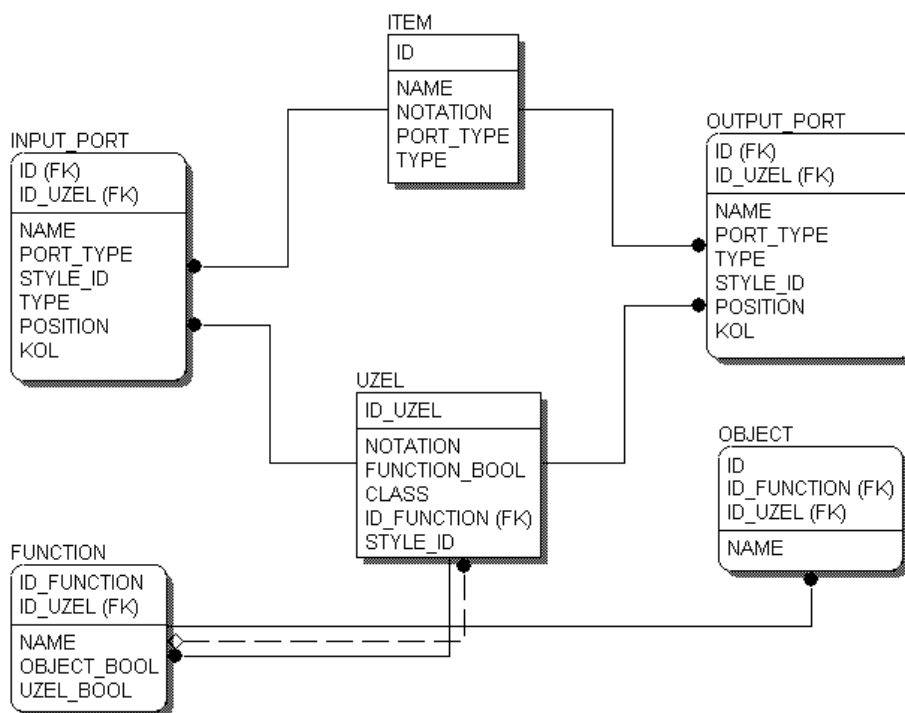 ITEM
ID
NAME
NOTATION
PORT_TYPE
TYPE
INPUT_PORT
ID (FK)
ID_UZEL (FK)
NAME
PORT_TYPE
STYLE_ID
TYPE
POSITION
KOL
OUTPUT_PORT
ID (FK)
ID_UZEL (FK)
NAME
PORT_TYPE
TYPE
STYLE_ID
POSITION
KOL
UZEL
ID_UZEL
NOTATION
FUNCTION_BOOL
CLASS
ID_FUNCTION (FK)
STYLE_ID
OBJECT
ID
ID_FUNCTION (FK)
ID_UZEL (FK)
NAME
FUNCTION
ID_FUNCTION
ID_UZEL (FK)
NAME
OBJECT_BOOL
UZEL_BOOL